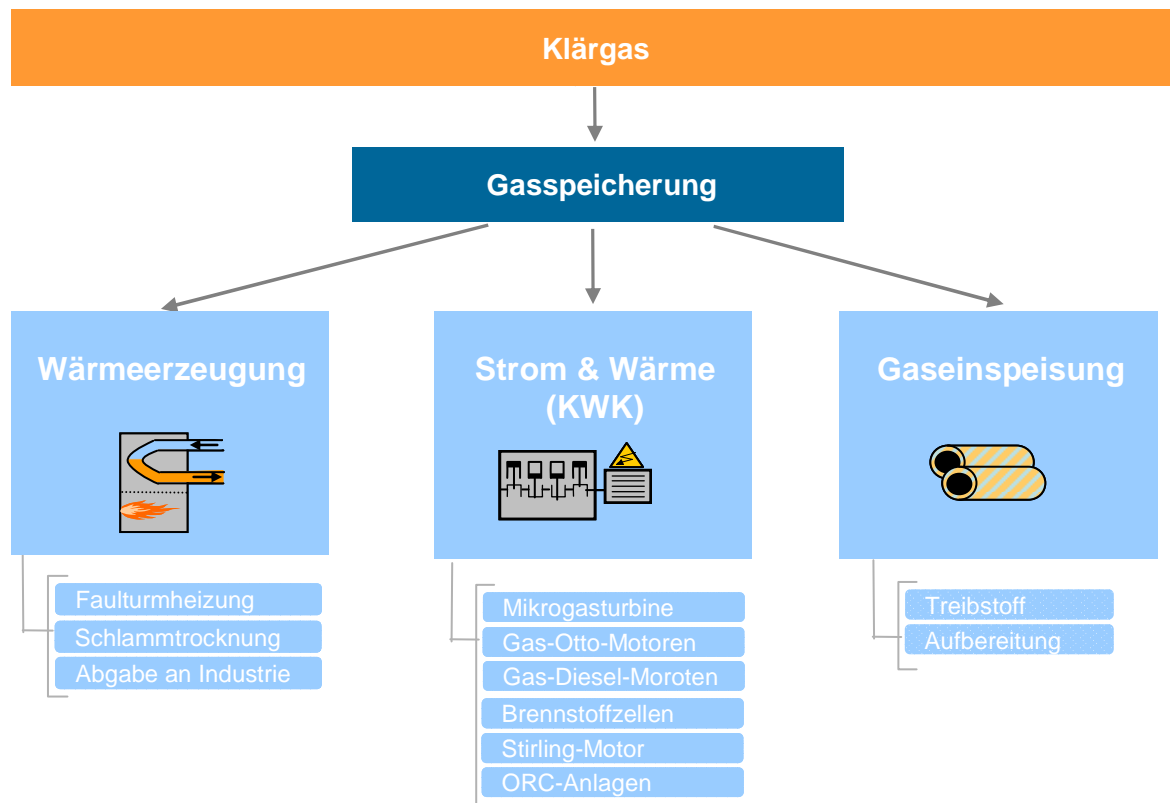 Klärgas
Gasspeicherung
Wärmeerzeugung
Strom & Wärme
(KWK)
Gaseinspeisung
Faulturmheizung
Schlammtrocknung
Abgabe an Industrie
Mikrogasturbine
Gas-Otto-Motoren
Gas-Diesel-Moroten
Brennstoffzellen
Stirling-Motor
ORC-Anlagen
Treibstoff
Aufbereitung